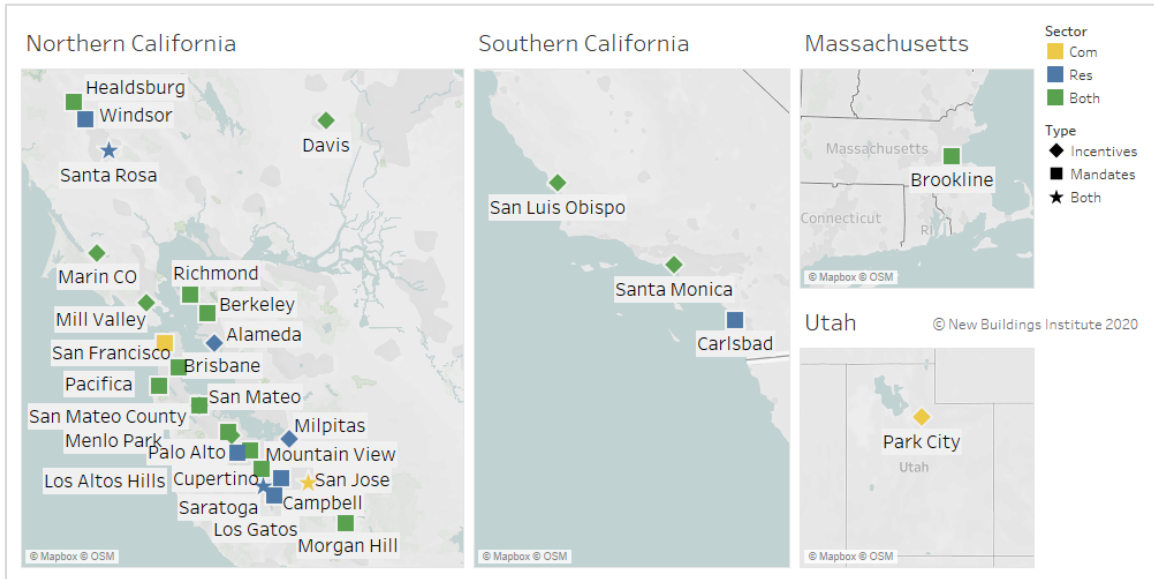 Northern California
Healdsburg
Windsor
Davis
Santa Rosa
Marin CO
Richmond
Berkeley
Mill Valley
Alameda
San Francisco
Brisbane
Pacifica
San Mateo
San Mateo County
Menlo Park
Milpitas
Palo Alto
Mountain View
Los Altos Hills
Cupertino
San Jose
Saratoga
Campbell
Los Gatos
Morgan Hill
© Mapbox © OSM
Southern California
San Luis Obispo
Santa Monica
Carlsbad
© Mapbox © OSM
Massachusetts
Massachusetts
Brookline
Connecticut
RI
© Mapbox © OSM
Utah
© New Buildings Institute 2020
Park City
Utah
© Mapbox © OSM
Sector
Com
Res
Both
Type
Incentives
Mandates
Both